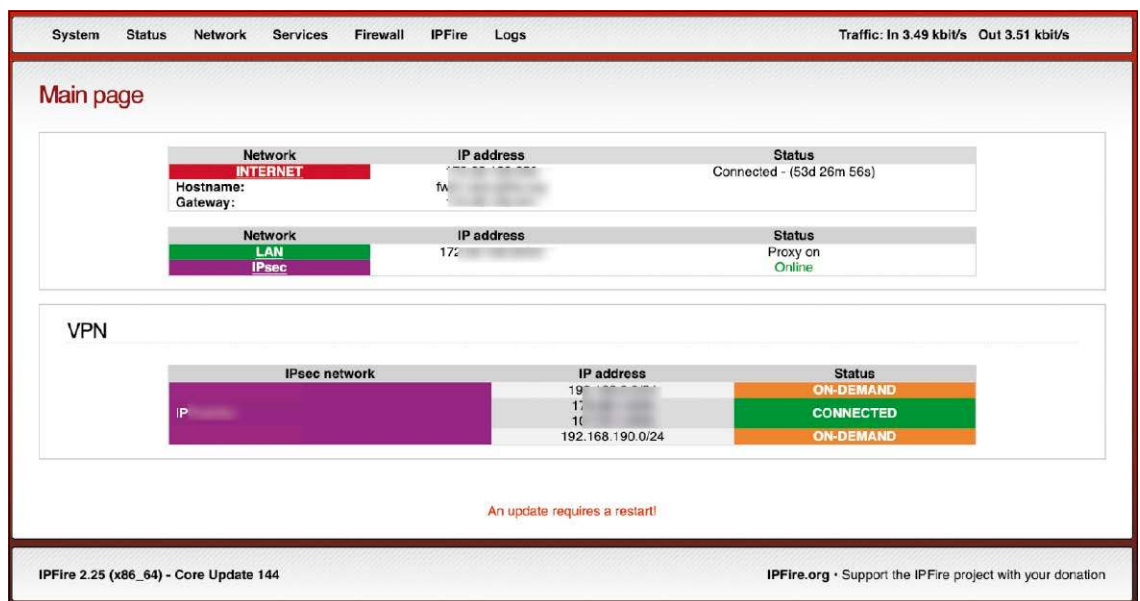 System Status Network Services Firewall IPFire Logs Traffic: In 3.49 kbit/s Out 3.51 kbit/s
Main page
Network IP address Status
INTERNET Connected - (53d 26m 56s)
Hostname:
Gateway:
Network IP address Status
LAN Proxy on
IPsec Online
VPN
IPsec network IP address Status
ON-DEMAND
CONNECTED
192.168.190.0/24 ON-DEMAND
An update requires a restart!
IPFire 2.25 (x86_64) - Core Update 144 IPFire.org • Support the IPFire project with your donation